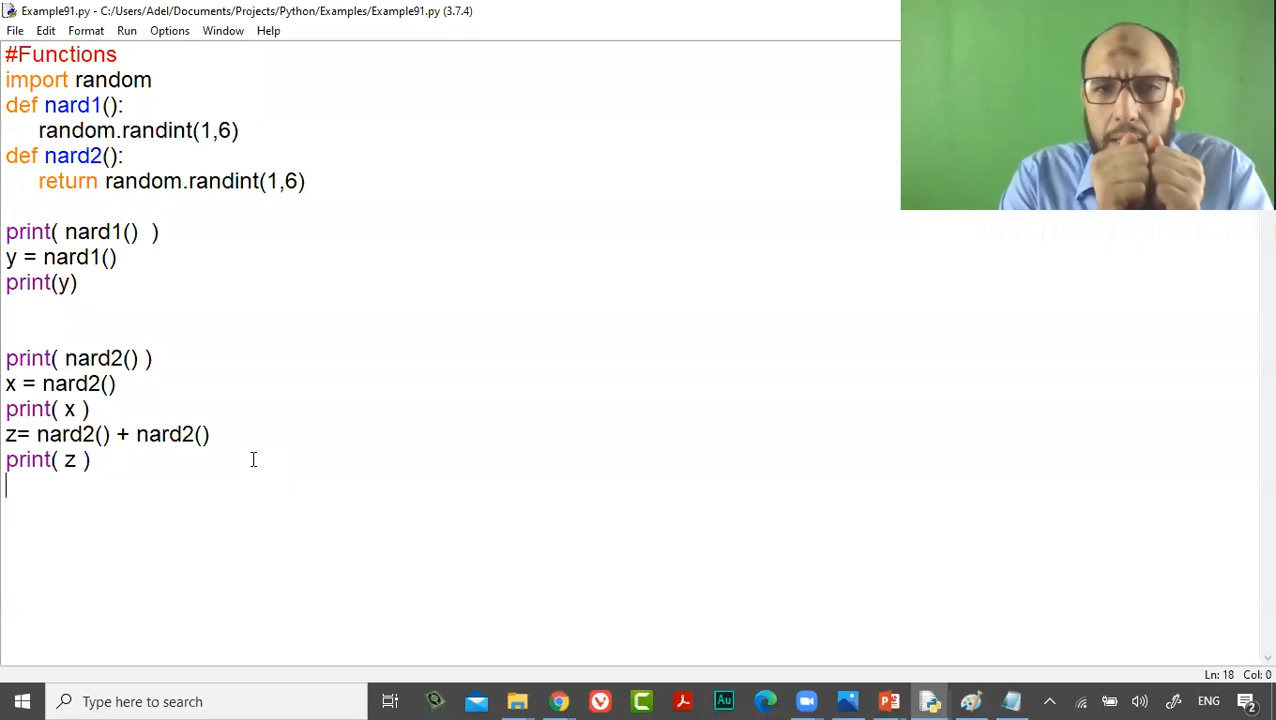 Example91.py - C:/Users/Adel/Documents/Projects/Python/Examples/Example91.py (3.7.4)
File Edit Format Run Options Window Help
#Functions
import random
def nard1():
    random.randint(1,6)
def nard2():
    return random.randint(1,6)
print( nard1()  )
y = nard1()
print(y)
print( nard2() )
x = nard2()
print( x )
z= nard2() + nard2()
print( z )
Ln: 18 Col: 0
Type here to search
Au
ENG
2